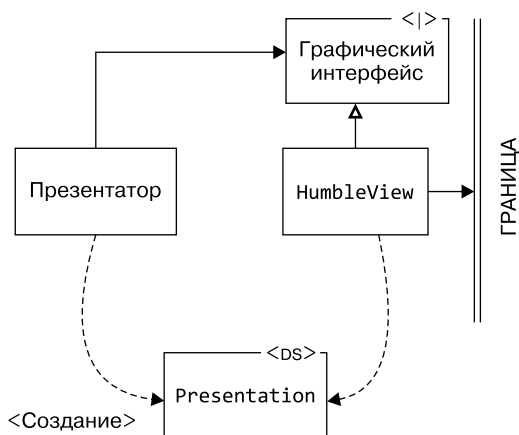 <|>
Графический
интерфейс
Презентатор
HumbleView
ГРАНИЦА
<DS>
Presentation
<Создание>